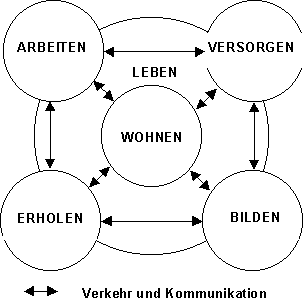 ARBEITEN
VERSORGEN
LEBEN
WOHNEN
ERHOLEN
BILDEN
Verkehr und Kommunikation